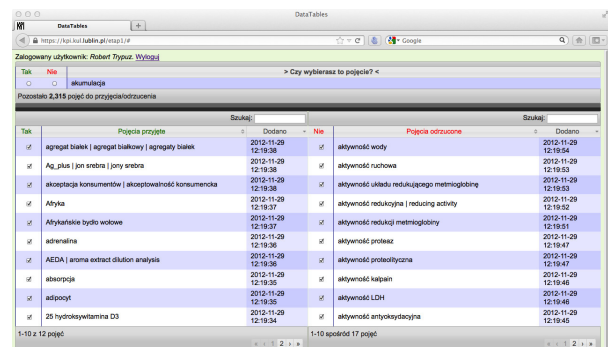 DataTables
DataTables
https://kpi.kul.lublin.pl/etap1/#
Google
Zalogowany użytkownik: Robert Trypuz. Wyloguj
Tak Nie > Czy wybierasz to pojęcie? <
akumulacja
Pozostało 2,315 pojęć do przyjęcia/odrzucenia
Szukaj: Szukaj:
Tak Pojęcia przyjęte Dodano Nie Pojęcia odrzucone Dodano
agregat białek | agregat białkowy | agregaty białek 2012-11-29 12:19:38 aktywność wody 2012-11-29 12:19:54
Ag_plus | jon srebra | jony srebra 2012-11-29 12:19:38 aktywność ruchowa 2012-11-29 12:19:53
akceptacja konsumentów | akceptowalność konsumencka 2012-11-29 12:19:38 aktywność układu redukującego metmioglobinę 2012-11-29 12:19:53
Afryka 2012-11-29 12:19:37 aktywność redukcyjna | reducing activity 2012-11-29 12:19:52
Afrykańskie bydło wołowe 2012-11-29 12:19:37 aktywność redukcji metmioglobiny 2012-11-29 12:19:51
adrenalina 2012-11-29 12:19:36 aktywność proteaz 2012-11-29 12:19:47
AEDA | aroma extract dilution analysis 2012-11-29 12:19:36 aktywność proteolityczna 2012-11-29 12:19:47
absorpcja 2012-11-29 12:19:35 aktywność kalpain 2012-11-29 12:19:46
adipocyt 2012-11-29 12:19:35 aktywność LDH 2012-11-29 12:19:46
25 hydroksywitamina D3 2012-11-29 12:19:34 aktywność antyoksydacyjna 2012-11-29 12:19:45
1-10 z 12 pojęć 1-10 spośród 17 pojęć
« ‹ 1 2 › » « ‹ 1 2 › »